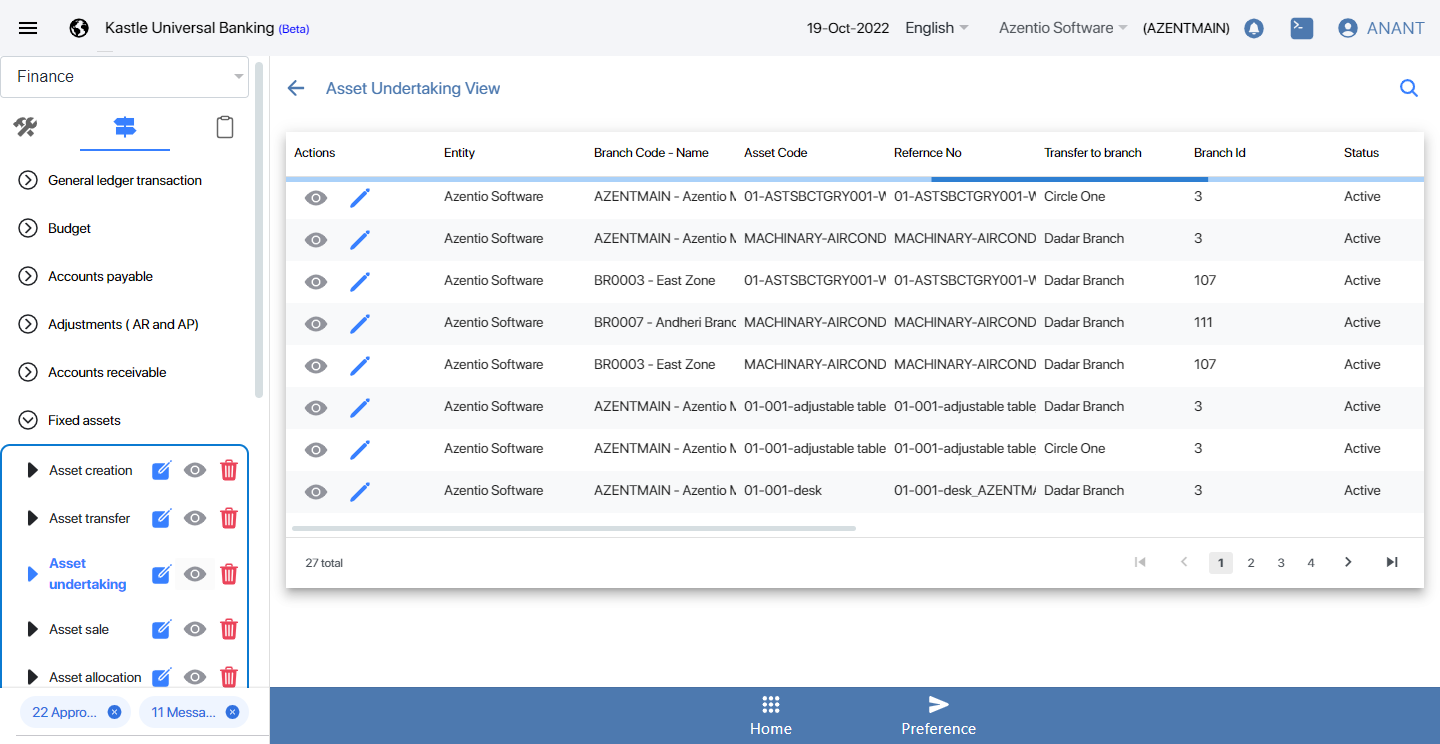 Kastle Universal Banking (Beta)
19-Oct-2022 English Azentio Software (AZENTMAIN) ANANT
Finance
General ledger transaction
Budget
Accounts payable
Adjustments ( AR and AP)
Accounts receivable
Fixed assets
Asset creation
Asset transfer
Asset
undertaking
Asset sale
Asset allocation
22 Appro... 11 Messa...
Asset Undertaking View
Actions Entity Branch Code - Name Asset Code Refernce No Transfer to branch Branch Id Status
Azentio Software AZENTMAIN - Azentio M 01-ASTSBCTGRY001-W 01-ASTSBCTGRY001-W Circle One 3 Active
Azentio Software AZENTMAIN - Azentio M MACHINARY-AIRCOND MACHINARY-AIRCOND Dadar Branch 3 Active
Azentio Software BR0003 - East Zone 01-ASTSBCTGRY001-W 01-ASTSBCTGRY001-W Dadar Branch 107 Active
Azentio Software BR0007 - Andheri Branc MACHINARY-AIRCOND MACHINARY-AIRCOND Dadar Branch 111 Active
Azentio Software BR0003 - East Zone MACHINARY-AIRCOND MACHINARY-AIRCOND Dadar Branch 107 Active
Azentio Software AZENTMAIN - Azentio M 01-001-adjustable table 01-001-adjustable table Dadar Branch 3 Active
Azentio Software AZENTMAIN - Azentio M 01-001-adjustable table 01-001-adjustable table Circle One 3 Active
Azentio Software AZENTMAIN - Azentio M 01-001-desk 01-001-desk_AZENTMA Dadar Branch 3 Active
27 total 1 2 3 4
Home Preference